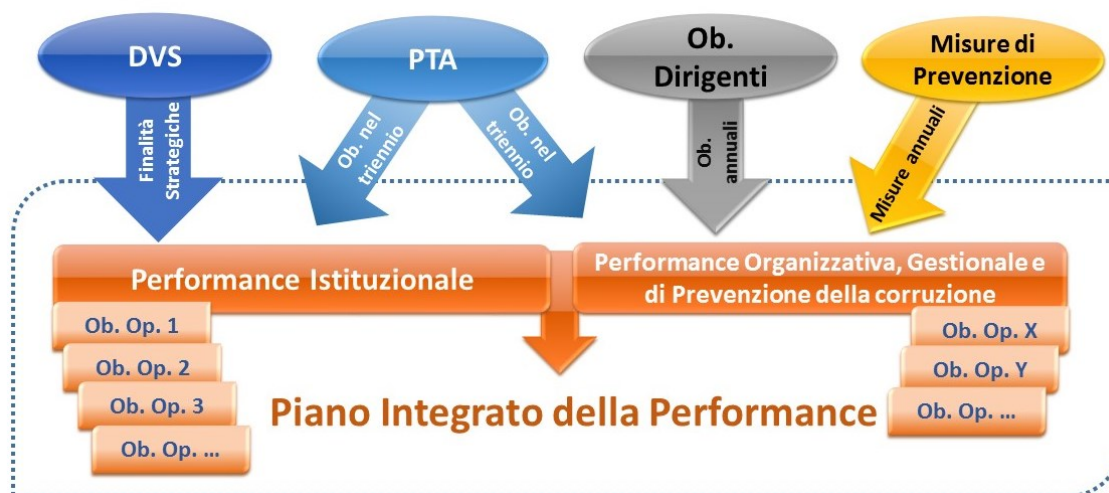 DVS
PTA
Ob.
Dirigenti
Misure di
Prevenzione
Finalità
Strategiche
Ob. nel
triennio
Ob. nel
triennio
Ob.
annuali
Misure annuali
Performance Istituzionale
Performance Organizzativa, Gestionale e
di Prevenzione della corruzione
Ob. Op. 1
Ob. Op. 2
Ob. Op. 3
Ob. Op. ...
Ob. Op. X
Ob. Op. Y
Ob. Op. ...
Piano Integrato della Performance